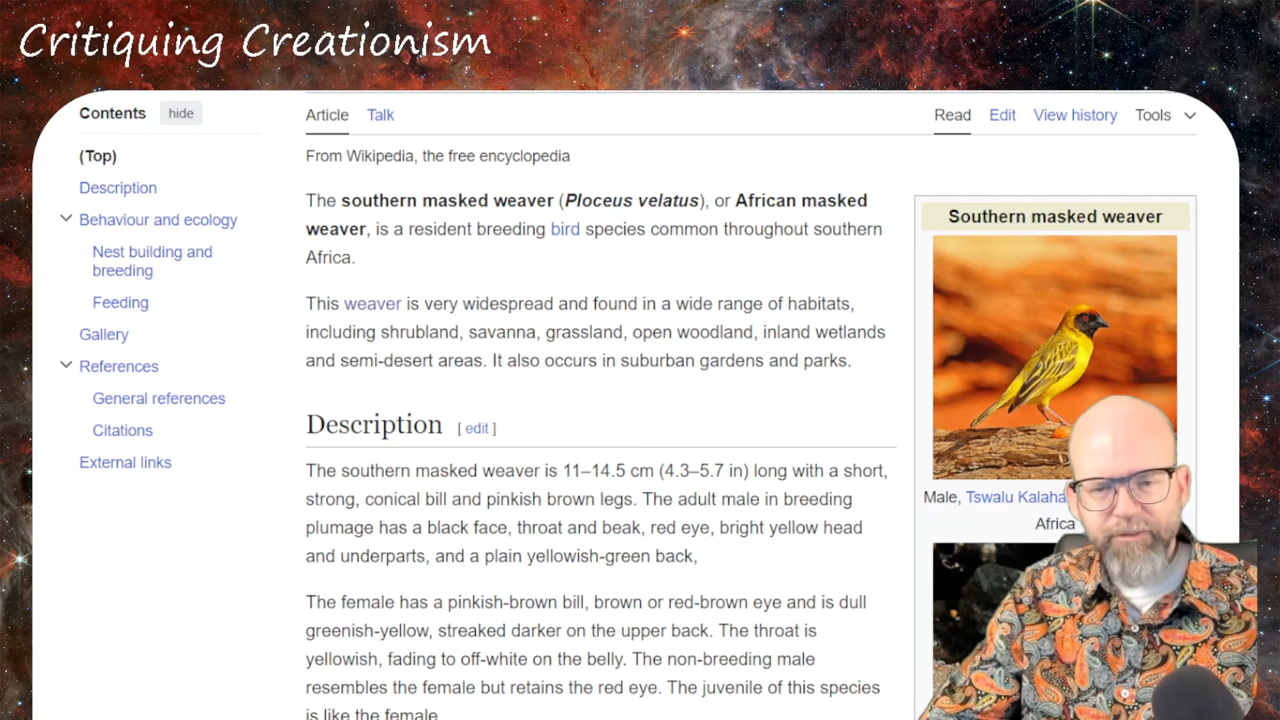 Critiquing Creationism
Contents hide
(Top)
Description
Behaviour and ecology
Nest building and
breeding
Feeding
Gallery
References
General references
Citations
External links
Article Talk
Read Edit View history Tools
From Wikipedia, the free encyclopedia
The southern masked weaver (Ploceus velatus), or African masked
weaver, is a resident breeding bird species common throughout southern
Africa.
This weaver is very widespread and found in a wide range of habitats,
including shrubland, savanna, grassland, open woodland, inland wetlands
and semi-desert areas. It also occurs in suburban gardens and parks.
Description [ edit ]
The southern masked weaver is 11–14.5 cm (4.3–5.7 in) long with a short,
strong, conical bill and pinkish brown legs. The adult male in breeding
plumage has a black face, throat and beak, red eye, bright yellow head
and underparts, and a plain yellowish-green back,
The female has a pinkish-brown bill, brown or red-brown eye and is dull
greenish-yellow, streaked darker on the upper back. The throat is
yellowish, fading to off-white on the belly. The non-breeding male
resembles the female but retains the red eye. The juvenile of this species
is like the female
Southern masked weaver
Male, Tswalu Kalaha
Africa